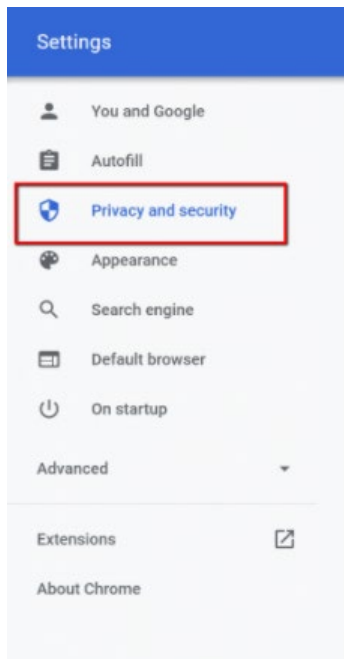 Settings
You and Google
Autofill
Privacy and security
Appearance
Search engine
Default browser
On startup
Advanced
Extensions
About Chrome